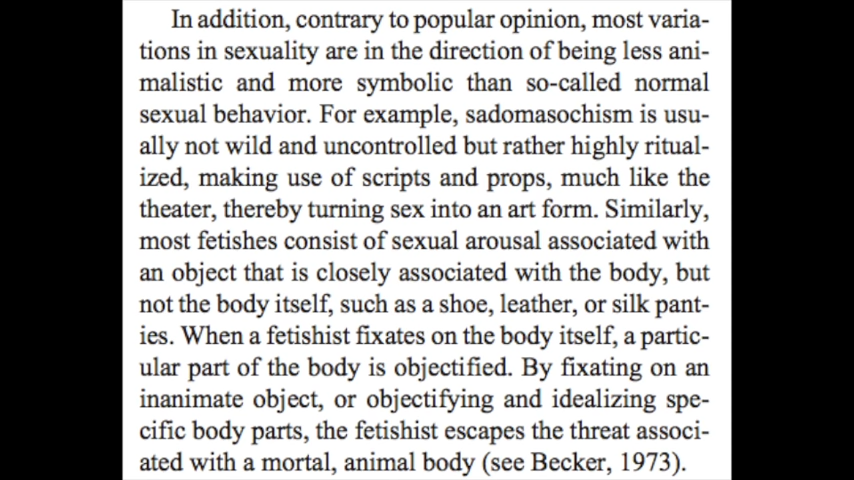 In addition, contrary to popular opinion, most varia-
tions in sexuality are in the direction of being less ani-
malistic and more symbolic than so-called normal
sexual behavior. For example, sadomasochism is usu-
ally not wild and uncontrolled but rather highly ritual-
ized, making use of scripts and props, much like the
theater, thereby turning sex into an art form. Similarly,
most fetishes consist of sexual arousal associated with
an object that is closely associated with the body, but
not the body itself, such as a shoe, leather, or silk pant-
ies. When a fetishist fixates on the body itself, a partic-
ular part of the body is objectified. By fixating on an
inanimate object, or objectifying and idealizing spe-
cific body parts, the fetishist escapes the threat associ-
ated with a mortal, animal body (see Becker, 1973).